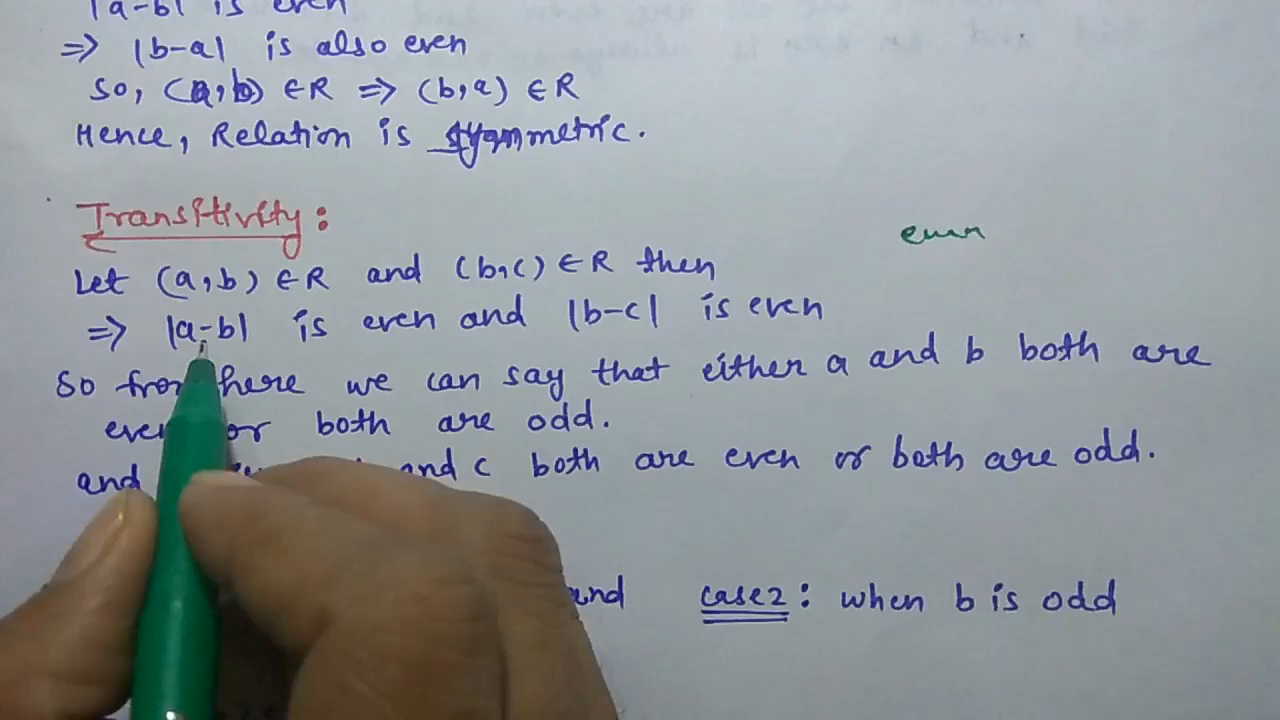 |a-b| is even
⇒ |b-a| is also even
So, (a,b) ∈R ⇒ (b,a) ∈R
Hence, Relation is symmetric.
Transitivity:
even
Let (a,b) ∈R and (b,c) ∈R then
⇒ |a-b| is even and |b-c| is even
So from here we can say that either a and b both are
even or both are odd.
and and c both are even or both are odd.
and case2: when b is odd